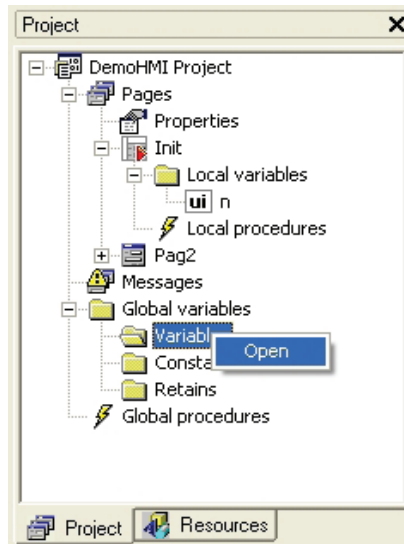 Project
DemoHMI Project
Pages
Properties
Init
Local variables
ui n
Local procedures
Pag2
Messages
Global variables
Variabl
Open
Consta
Retains
Global procedures
Project Resources